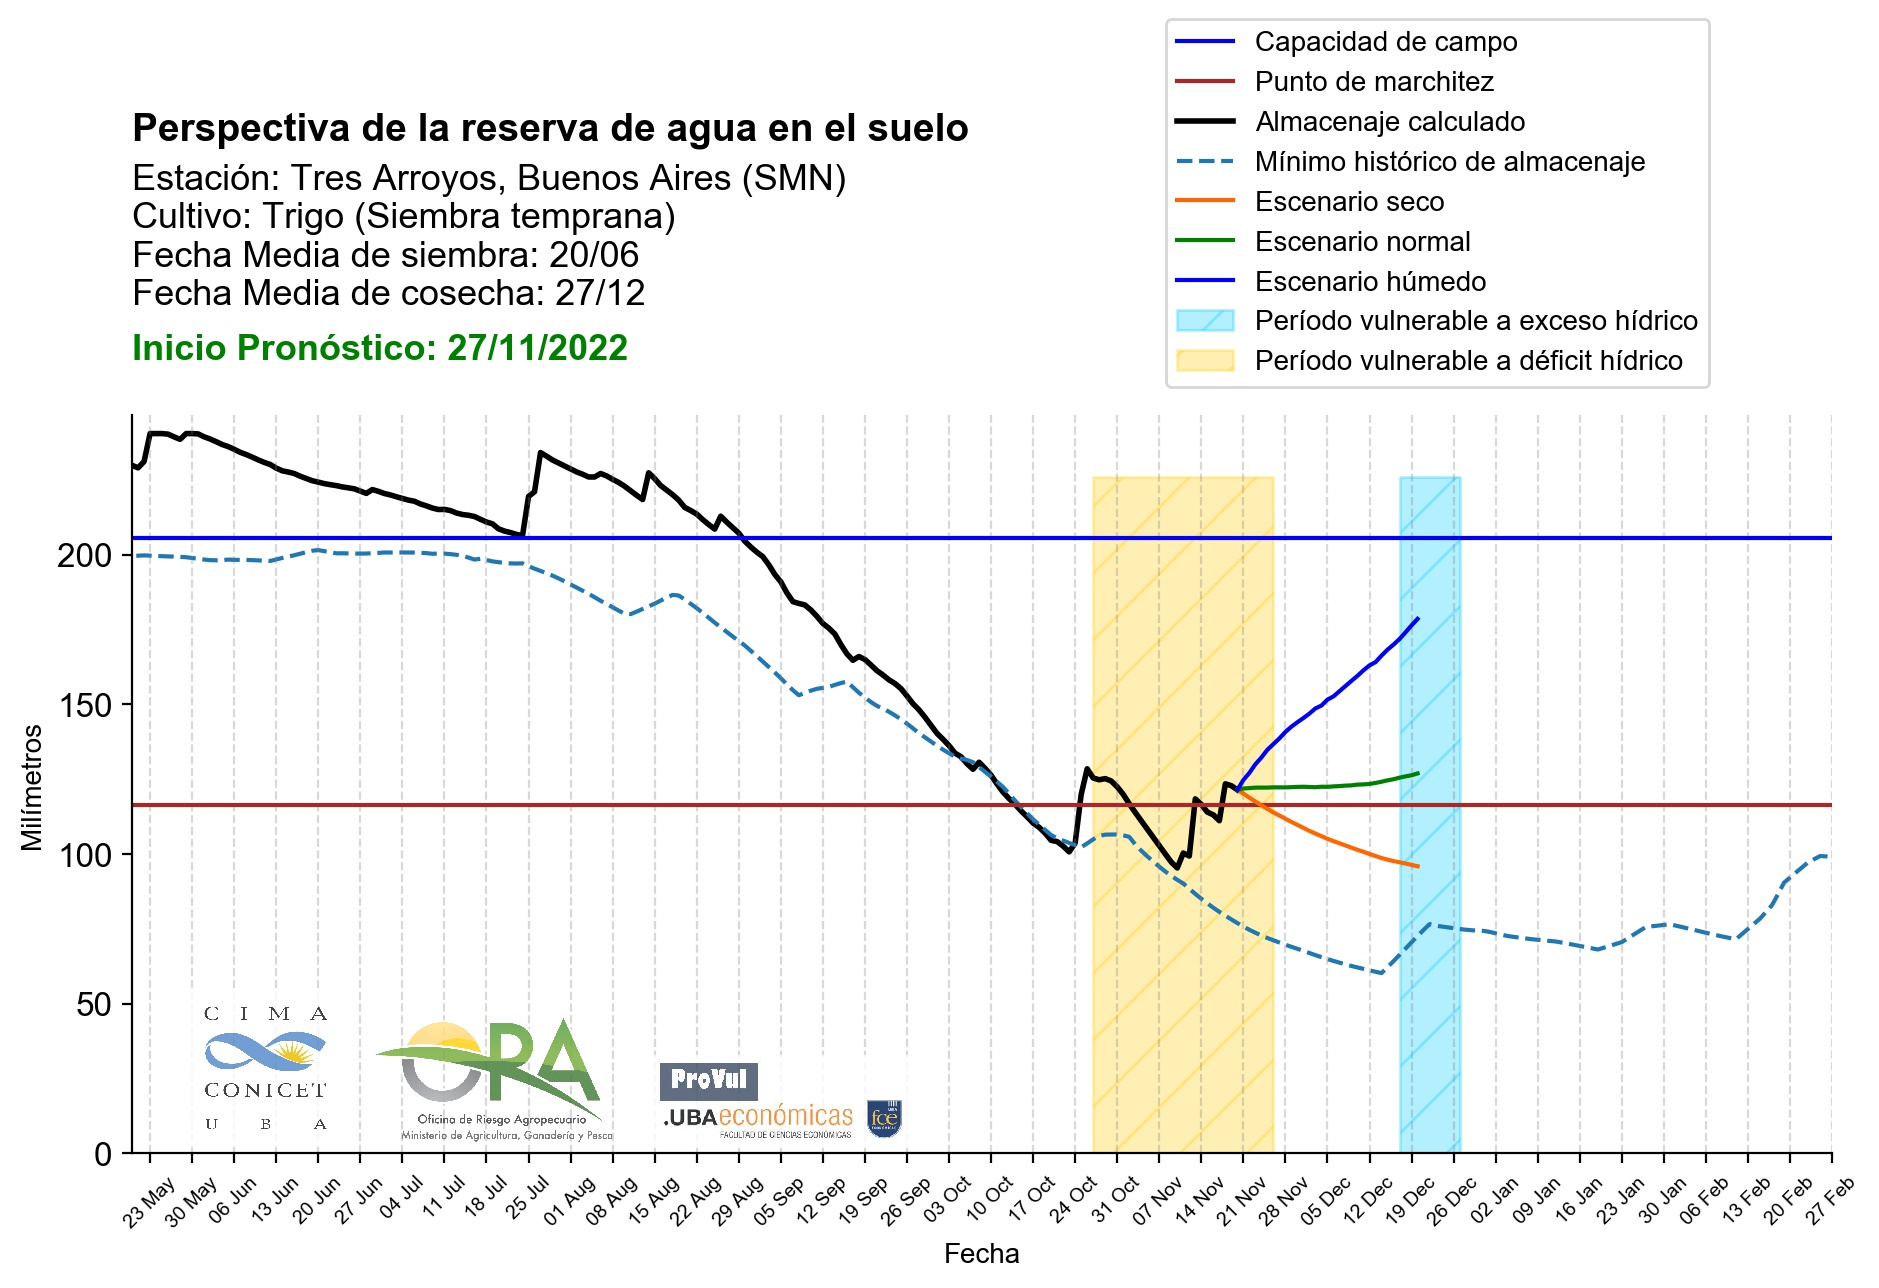 Capacidad de campo
Punto de marchitez
Almacenaje calculado
Mínimo histórico de almacenaje
Escenario seco
Escenario normal
Escenario húmedo
Período vulnerable a exceso hídrico
Período vulnerable a déficit hídrico
Perspectiva de la reserva de agua en el suelo
Estación: Tres Arroyos, Buenos Aires (SMN)
Cultivo: Trigo (Siembra temprana)
Fecha Media de siembra: 20/06
Fecha Media de cosecha: 27/12
Inicio Pronóstico: 27/11/2022
Milímetros
200
150
100
50
0
C I M A
CONICET
U B A
ORA
Oficina de Riesgo Agropecuario
Ministerio de Agricultura, Ganadería y Pesca
ProVul
.UBAeconómicas
FACULTAD DE CIENCIAS ECONÓMICAS
UBA
fce
ECONÓMICAS
23 May
30 May
06 Jun
13 Jun
20 Jun
27 Jun
04 Jul
11 Jul
18 Jul
25 Jul
01 Aug
08 Aug
15 Aug
22 Aug
29 Aug
05 Sep
12 Sep
19 Sep
26 Sep
03 Oct
10 Oct
17 Oct
24 Oct
31 Oct
07 Nov
14 Nov
21 Nov
28 Nov
05 Dec
12 Dec
19 Dec
26 Dec
02 Jan
09 Jan
16 Jan
23 Jan
30 Jan
06 Feb
13 Feb
20 Feb
27 Feb
Fecha